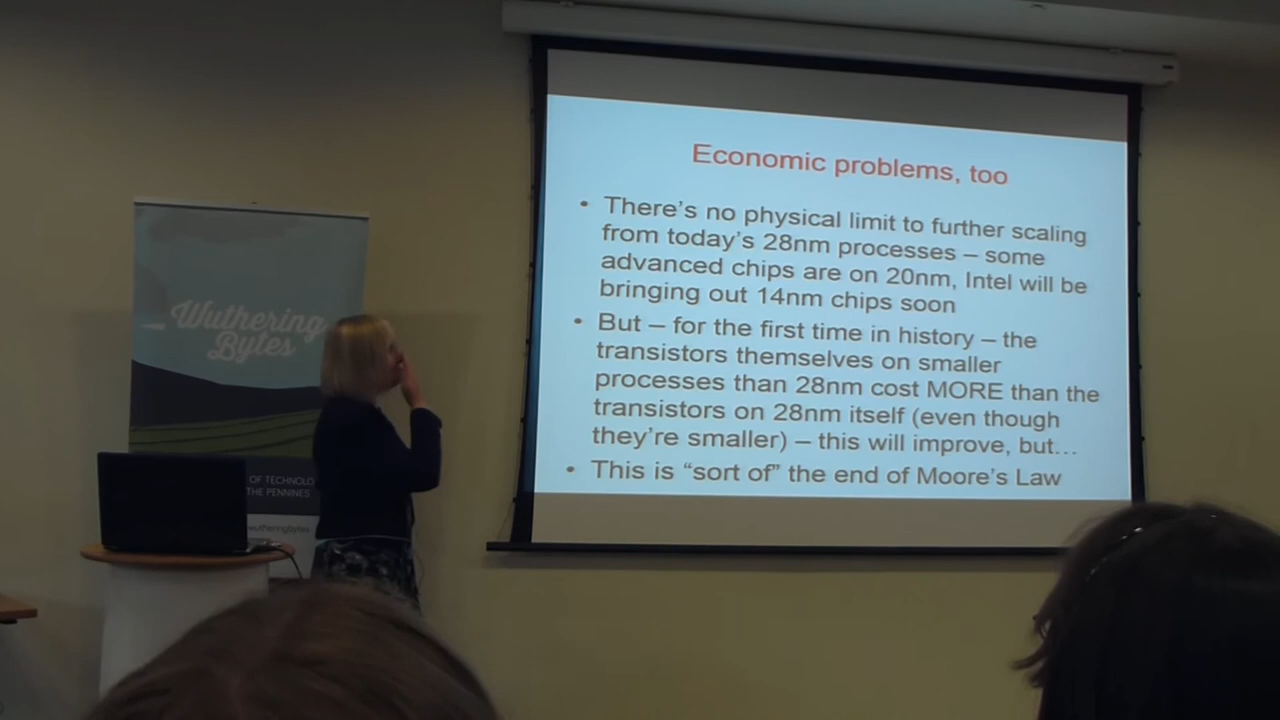 Economic problems, too
• There's no physical limit to further scaling
from today's 28nm processes – some
advanced chips are on 20nm, Intel will be
bringing out 14nm chips soon
• But – for the first time in history – the
transistors themselves on smaller
processes than 28nm cost MORE than the
transistors on 28nm itself (even though
they're smaller) – this will improve, but…
• This is “sort of” the end of Moore's Law
Wuthering
Bytes
OF TECHNOLO
THE PENNINES
wutheringbytes